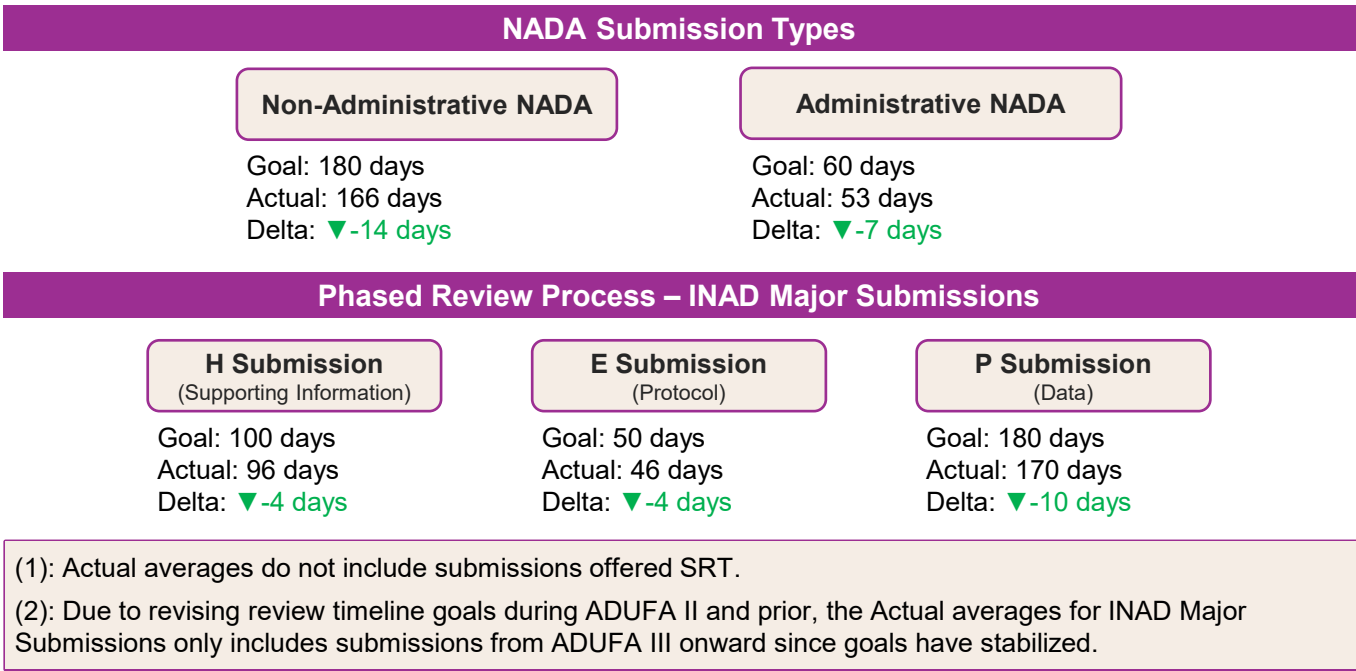 NADA Submission Types
Non-Administrative NADA
Administrative NADA
Goal: 180 days
Actual: 166 days
Delta: ▼-14 days
Goal: 60 days
Actual: 53 days
Delta: ▼-7 days
Phased Review Process – INAD Major Submissions
H Submission
(Supporting Information)
E Submission
(Protocol)
P Submission
(Data)
Goal: 100 days
Actual: 96 days
Delta: ▼-4 days
Goal: 50 days
Actual: 46 days
Delta: ▼-4 days
Goal: 180 days
Actual: 170 days
Delta: ▼-10 days
(1): Actual averages do not include submissions offered SRT.
(2): Due to revising review timeline goals during ADUFA II and prior, the Actual averages for INAD Major
Submissions only includes submissions from ADUFA III onward since goals have stabilized.